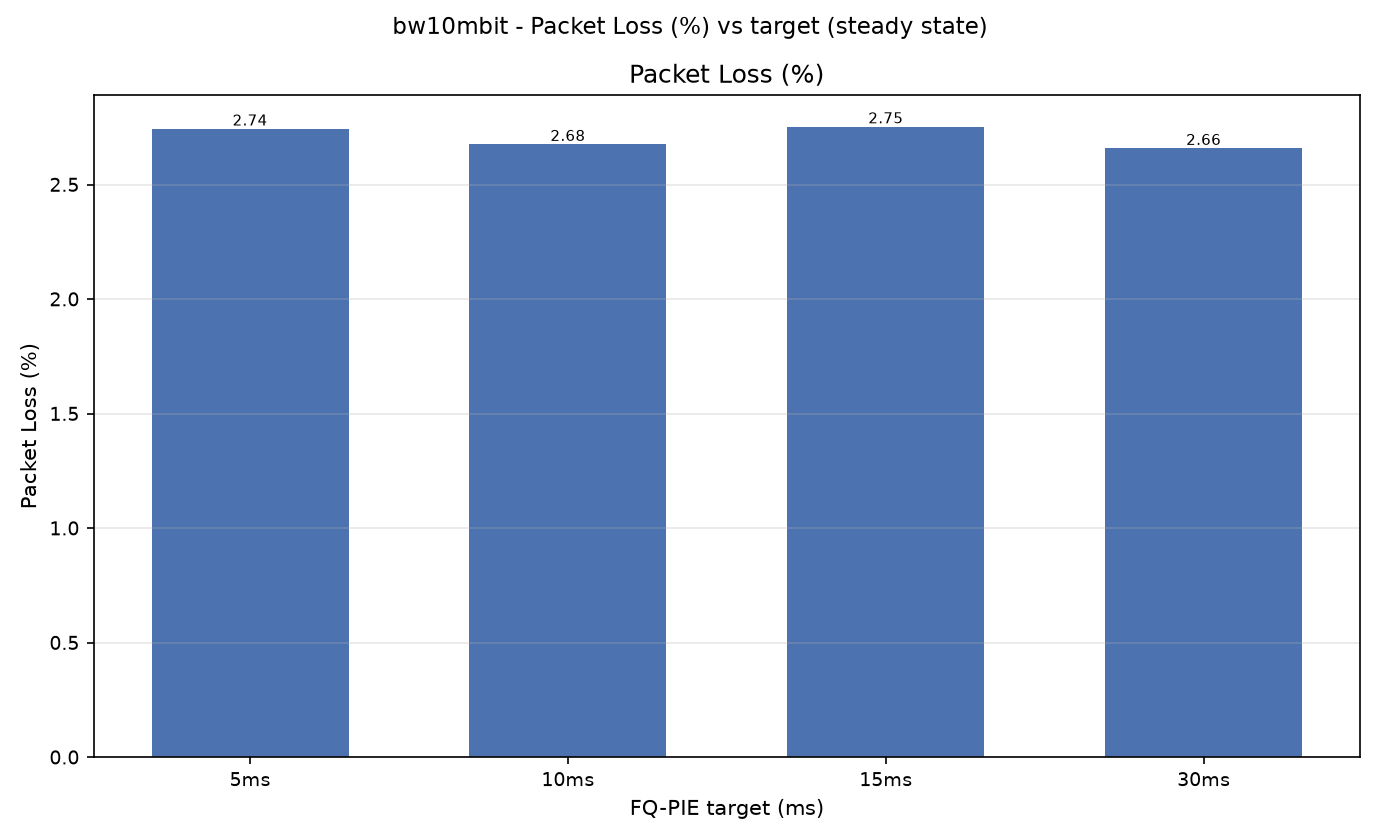 bw10mbit - Packet Loss (%) vs target (steady state)
Packet Loss (%)
2.74
2.68
2.75
2.66
2.5
2.0
1.5
1.0
0.5
0.0
Packet Loss (%)
5ms
10ms
15ms
30ms
FQ-PIE target (ms)